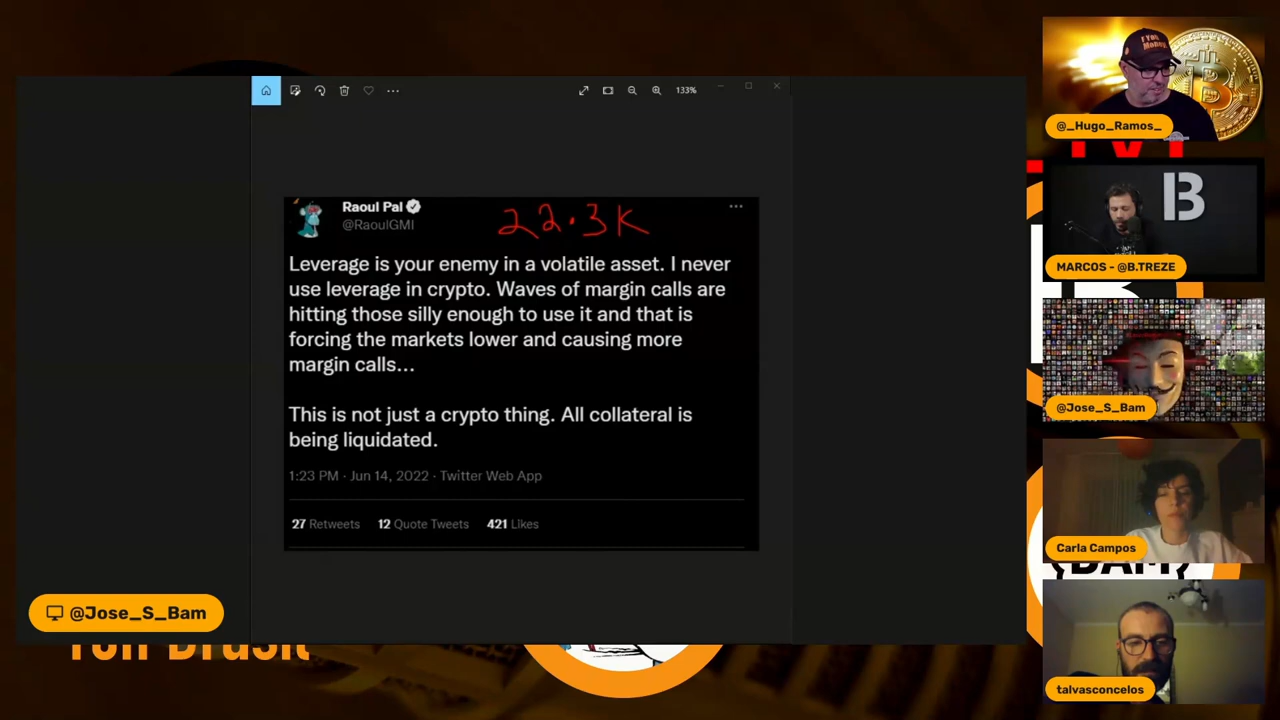 133%
Raoul Pal
@RaoulGMI
22.3K
Leverage is your enemy in a volatile asset. I never
use leverage in crypto. Waves of margin calls are
hitting those silly enough to use it and that is
forcing the markets lower and causing more
margin calls...
This is not just a crypto thing. All collateral is
being liquidated.
1:23 PM · Jun 14, 2022 · Twitter Web App
27 Retweets 12 Quote Tweets 421 Likes
@Jose_S_Bam
@_Hugo_Ramos_
B
MARCOS - @B.TREZE
@Jose_S_Bam
Carla Campos
talvasconcelos